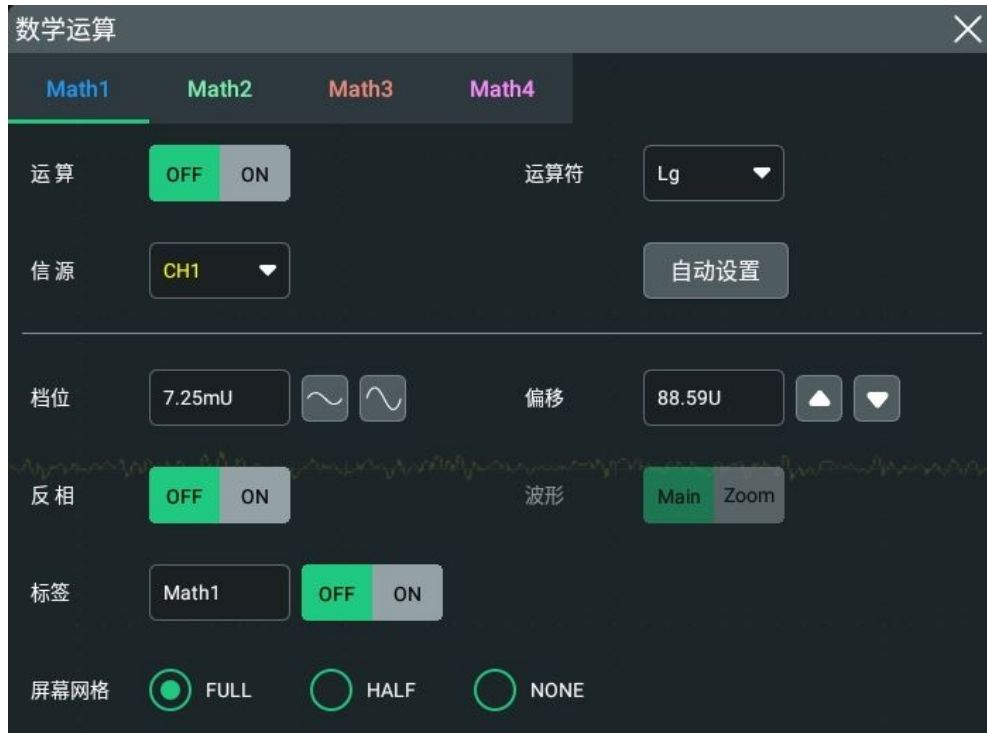 数学运算
Math1 Math2 Math3 Math4
运算 OFF ON 运算符 Lg
信源 CH1 自动设置
档位 7.25mU 偏移 88.59U
反相 OFF ON 波形 Main Zoom
标签 Math1 OFF ON
屏幕网格 FULL HALF NONE